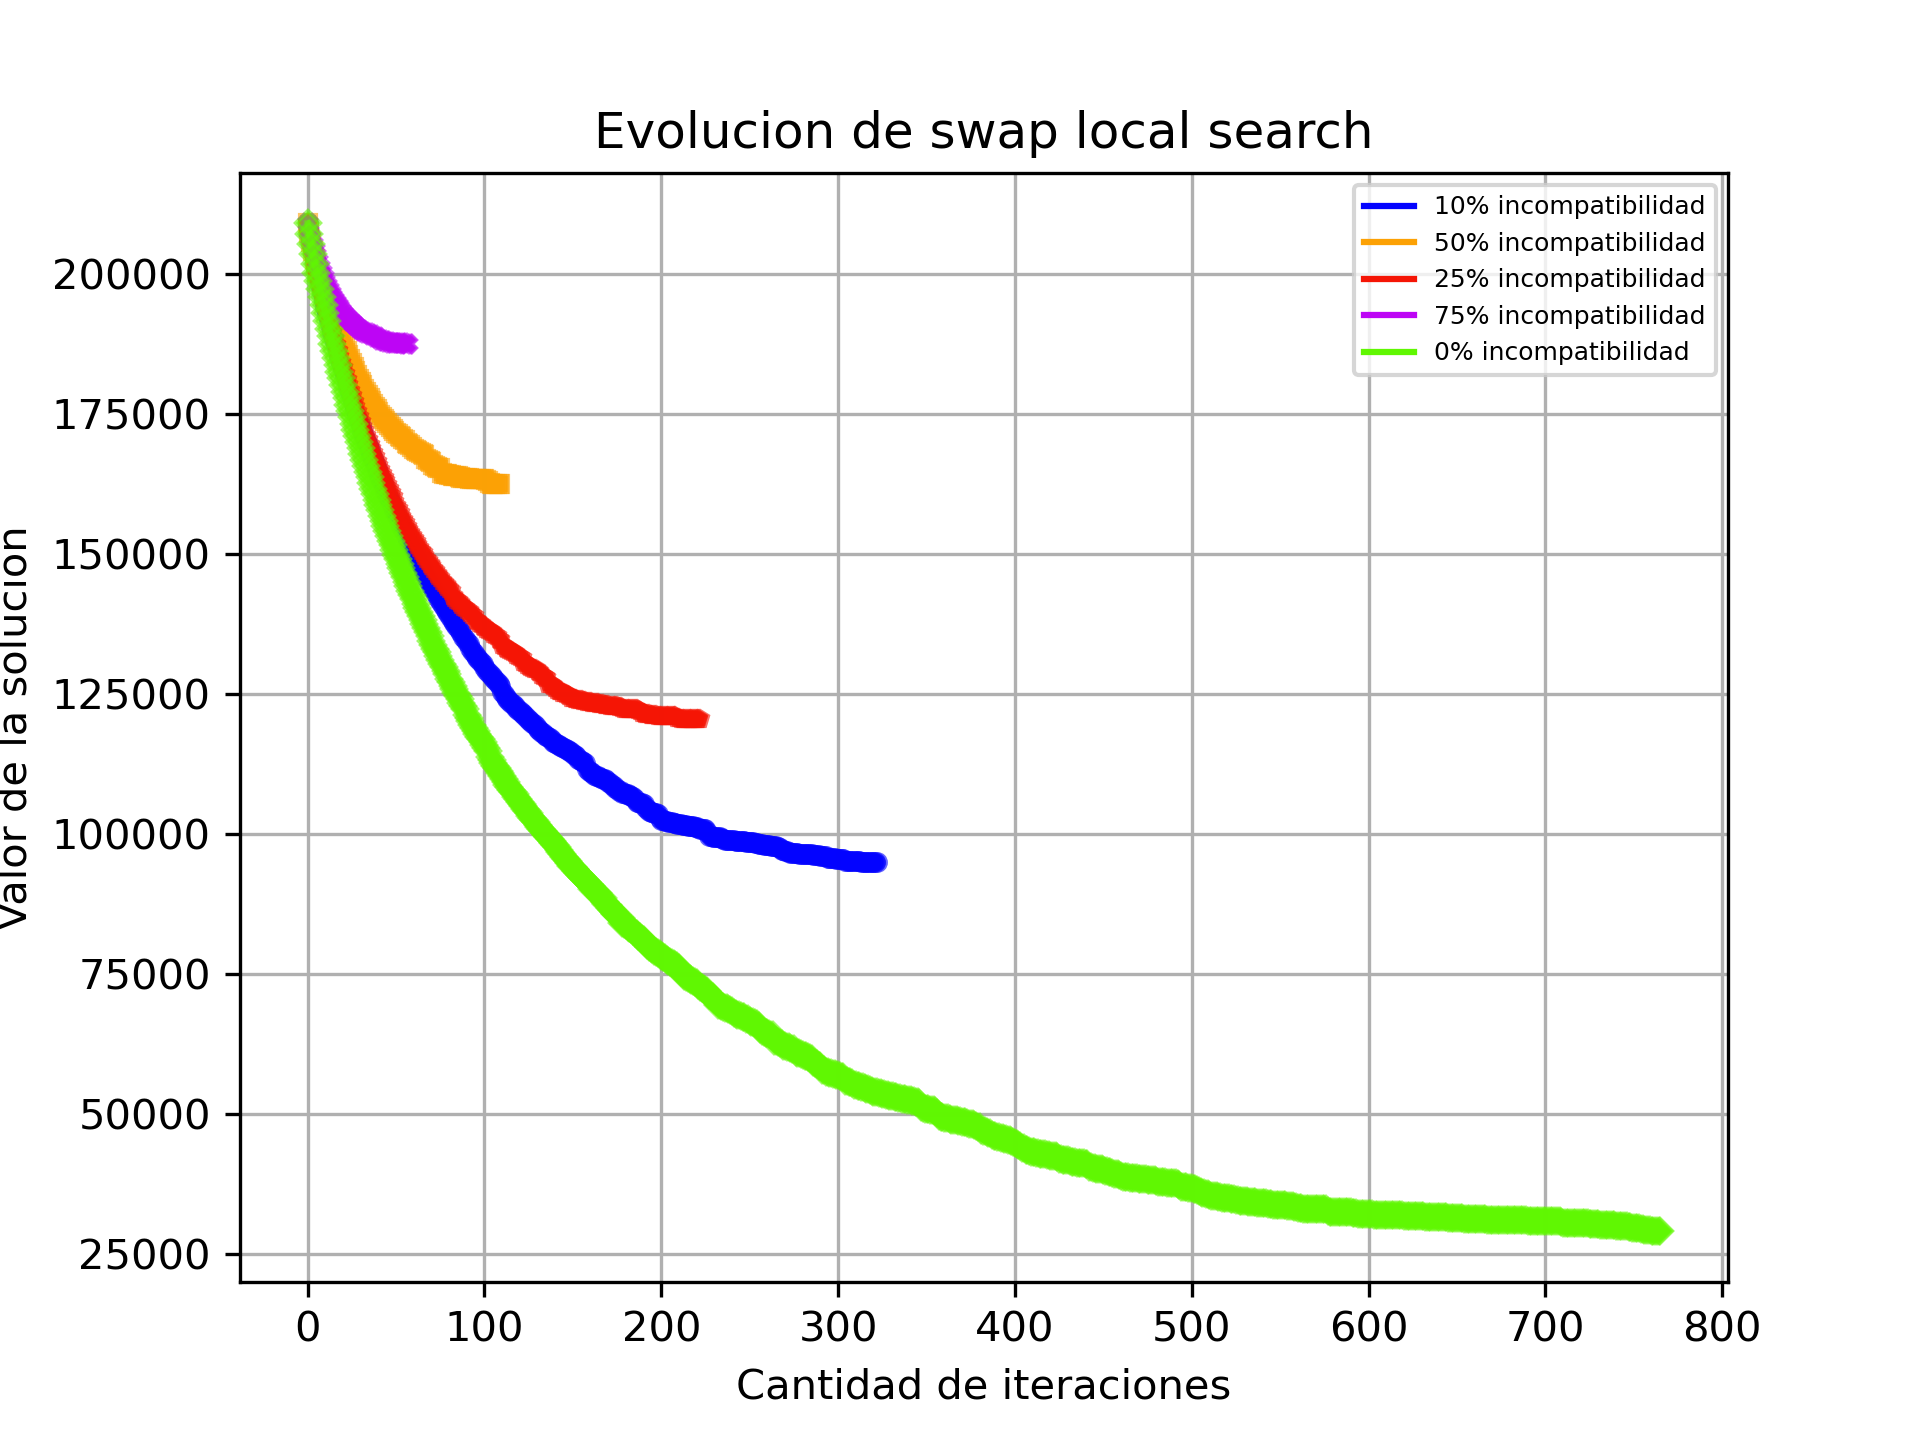 Evolucion de swap local search
10% incompatibilidad
50% incompatibilidad
25% incompatibilidad
75% incompatibilidad
0% incompatibilidad
200000
175000
150000
125000
100000
75000
50000
25000
Valor de la solucion
0 100 200 300 400 500 600 700 800
Cantidad de iteraciones